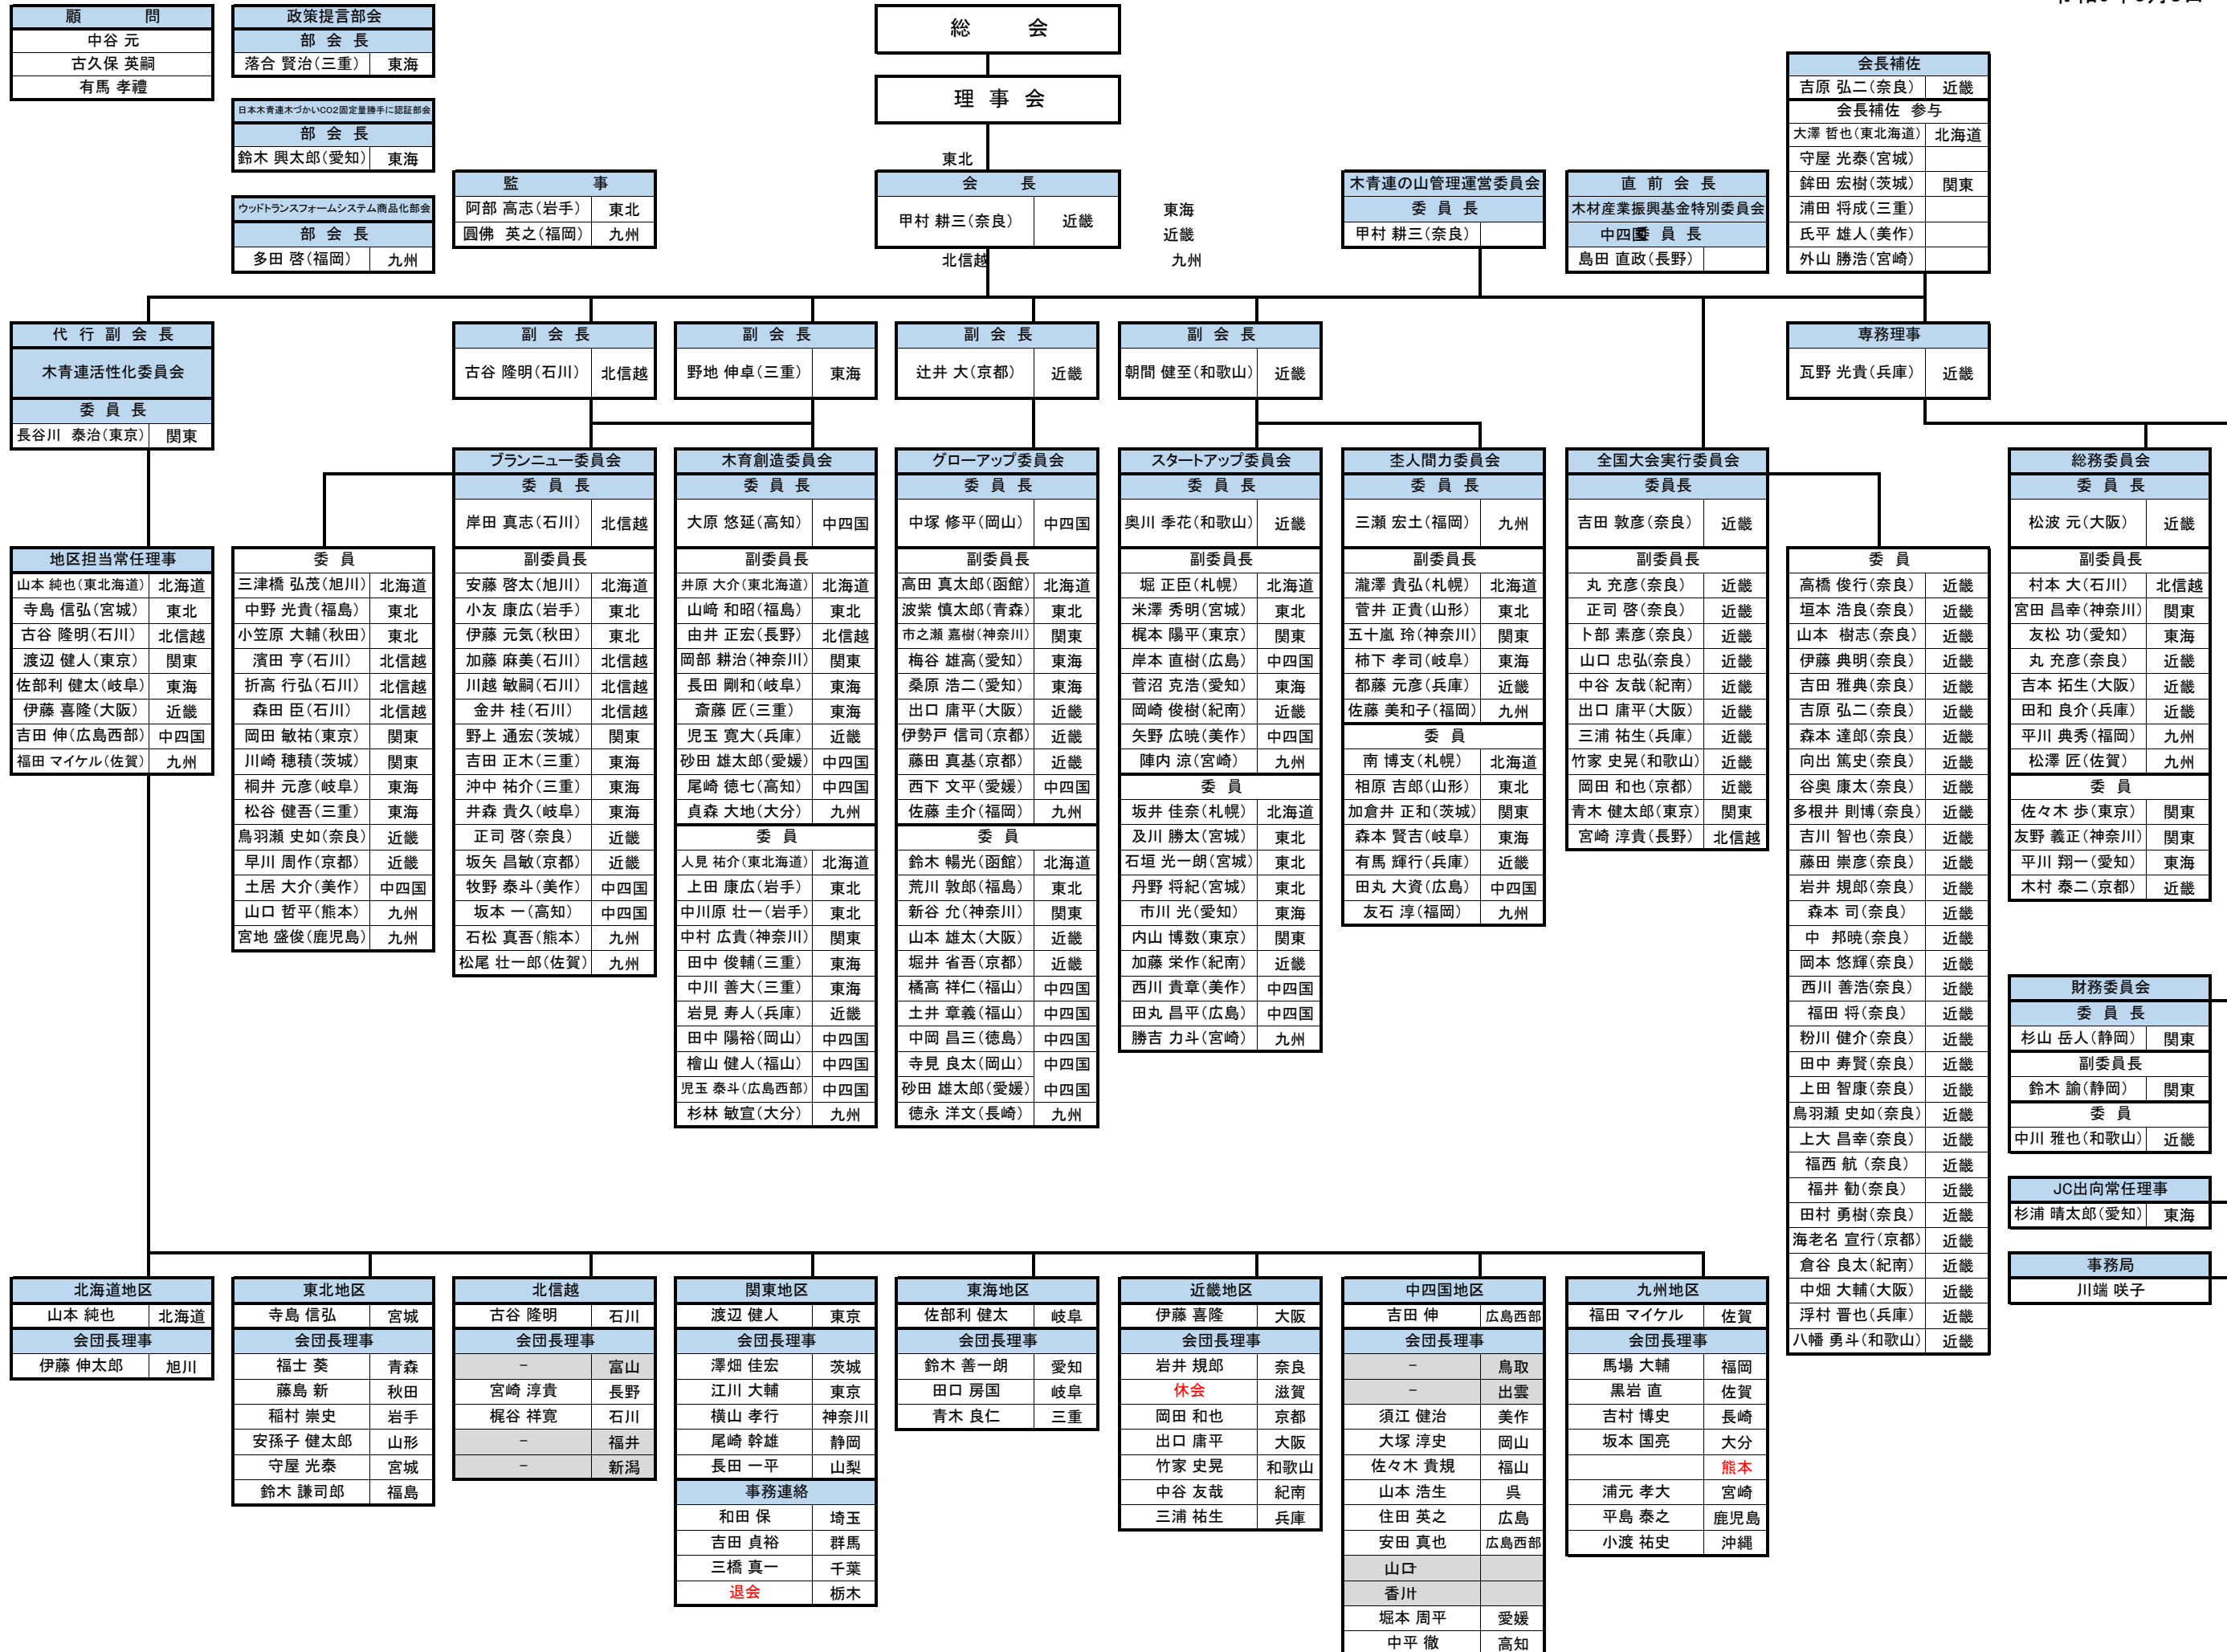 顧 問
中谷 元
古久保 英嗣
有馬 孝禮
政策提言部会
部 会 長
落合 賢治(三重) 東海
日本木青連木づかいCO2固定量勝手に認証部会
部 会 長
鈴木 興太郎(愛知) 東海
ウッドトランスフォームシステム商品化部会
部 会 長
多田 啓(福岡) 九州
監 事
阿部 高志(岩手) 東北
圓佛 英之(福岡) 九州
総 会
理 事 会
東北
会 長
甲村 耕三(奈良) 近畿
北信越
東海
近畿
九州
木青連の山管理運営委員会
委 員 長
甲村 耕三(奈良)
直 前 会 長
木材産業振興基金特別委員会
中四国 委 員 長
島田 直政(長野)
会長補佐
吉原 弘二(奈良) 近畿
会長補佐 参与
大澤 哲也(東北海道) 北海道
守屋 光泰(宮城)
鉾田 宏樹(茨城) 関東
浦田 将成(三重)
氏平 雄人(美作)
外山 勝浩(宮崎)
代 行 副 会 長
木青連活性化委員会
委 員 長
長谷川 泰治(東京) 関東
副 会 長
古谷 隆明(石川) 北信越
副 会 長
野地 伸卓(三重) 東海
副 会 長
辻井 大(京都) 近畿
副 会 長
朝間 健至(和歌山) 近畿
専務理事
瓦野 光貴(兵庫) 近畿
地区担当常任理事
山本 純也(東北海道) 北海道
寺島 信弘(宮城) 東北
古谷 隆明(石川) 北信越
渡辺 健人(東京) 関東
佐部利 健太(岐阜) 東海
伊藤 喜隆(大阪) 近畿
吉田 伸(広島西部) 中四国
福田 マイケル(佐賀) 九州
委 員
三津橋 弘茂(旭川) 北海道
中野 光貴(福島) 東北
小笠原 大輔(秋田) 東北
濱田 亨(石川) 北信越
折高 行弘(石川) 北信越
森田 臣(石川) 北信越
岡田 敏祐(東京) 関東
川崎 穂積(茨城) 関東
桐井 元彦(岐阜) 東海
松谷 健吾(三重) 東海
鳥羽瀬 史如(奈良) 近畿
早川 周作(京都) 近畿
土居 大介(美作) 中四国
山口 哲平(熊本) 九州
宮地 盛俊(鹿児島) 九州
ブランニュー委員会
委 員 長
岸田 真志(石川) 北信越
副委員長
安藤 啓太(旭川) 北海道
小友 康広(岩手) 東北
伊藤 元気(秋田) 東北
加藤 麻美(石川) 北信越
川越 敏嗣(石川) 北信越
金井 桂(石川) 北信越
野上 通宏(茨城) 関東
吉田 正木(三重) 東海
沖中 祐介(三重) 東海
井森 貴久(岐阜) 東海
正司 啓(奈良) 近畿
坂矢 昌敏(京都) 近畿
牧野 泰斗(美作) 中四国
坂本 一(高知) 中四国
石松 真吾(熊本) 九州
松尾 壮一郎(佐賀) 九州
木育創造委員会
委 員 長
大原 悠延(高知) 中四国
副委員長
井原 大介(東北海道) 北海道
山﨑 和昭(福島) 東北
由井 正宏(長野) 北信越
岡部 耕治(神奈川) 関東
長田 剛和(岐阜) 東海
斎藤 匠(三重) 東海
児玉 寛大(兵庫) 近畿
砂田 雄太郎(愛媛) 中四国
尾崎 徳七(高知) 中四国
貞森 大地(大分) 九州
委 員
人見 祐介(東北海道) 北海道
上田 康広(岩手) 東北
中川原 壮一(岩手) 東北
中村 広貴(神奈川) 関東
田中 俊輔(三重) 東海
中川 善大(三重) 東海
岩見 寿人(兵庫) 近畿
田中 陽裕(岡山) 中四国
檜山 健人(福山) 中四国
児玉 泰斗(広島西部) 中四国
杉林 敏宣(大分) 九州
グローアップ委員会
委 員 長
中塚 修平(岡山) 中四国
副委員長
高田 真太郎(函館) 北海道
波紫 慎太郎(青森) 東北
市之瀬 嘉樹(神奈川) 関東
梅谷 雄高(愛知) 東海
桑原 浩二(愛知) 東海
出口 庸平(大阪) 近畿
伊勢戸 信司(京都) 近畿
藤田 真基(京都) 近畿
西下 文平(愛媛) 中四国
佐藤 圭介(福岡) 九州
委 員
鈴木 暢光(函館) 北海道
荒川 敦郎(福島) 東北
新谷 允(神奈川) 関東
山本 雄太(大阪) 近畿
堀井 省吾(京都) 近畿
橘高 祥仁(福山) 中四国
土井 章義(福山) 中四国
中岡 昌三(徳島) 中四国
寺見 良太(岡山) 中四国
砂田 雄太郎(愛媛) 中四国
徳永 洋文(長崎) 九州
スタートアップ委員会
委 員 長
奥川 季花(和歌山) 近畿
副委員長
堀 正臣(札幌) 北海道
米澤 秀明(宮城) 東北
梶本 陽平(東京) 関東
岸本 直樹(広島) 中四国
菅沼 克浩(愛知) 東海
岡崎 俊樹(紀南) 近畿
矢野 広暁(美作) 中四国
陣内 涼(宮崎) 九州
委 員
坂井 佳奈(札幌) 北海道
及川 勝太(宮城) 東北
石垣 光一朗(宮城) 東北
丹野 将紀(宮城) 東北
市川 光(愛知) 東海
内山 博数(東京) 関東
加藤 栄作(紀南) 近畿
西川 貴章(美作) 中四国
田丸 昌平(広島) 中四国
勝吉 力斗(宮崎) 九州
杢人間力委員会
委 員 長
三瀬 宏土(福岡) 九州
副委員長
瀧澤 貴弘(札幌) 北海道
菅井 正貴(山形) 東北
五十嵐 玲(神奈川) 関東
柿下 孝司(岐阜) 東海
都藤 元彦(兵庫) 近畿
佐藤 美和子(福岡) 九州
委 員
南 博支(札幌) 北海道
相原 吉郎(山形) 東北
加倉井 正和(茨城) 関東
森本 賢吉(岐阜) 東海
有馬 輝行(兵庫) 近畿
田丸 大資(広島) 中四国
友石 淳(福岡) 九州
全国大会実行委員会
委員長
吉田 敦彦(奈良) 近畿
副委員長
丸 充彦(奈良) 近畿
正司 啓(奈良) 近畿
卜部 素彦(奈良) 近畿
山口 忠弘(奈良) 近畿
中谷 友哉(紀南) 近畿
出口 庸平(大阪) 近畿
三浦 祐生(兵庫) 近畿
竹家 史晃(和歌山) 近畿
岡田 和也(京都) 近畿
青木 健太郎(東京) 関東
宮崎 淳貴(長野) 北信越
委 員
高橋 俊行(奈良) 近畿
垣本 浩良(奈良) 近畿
山本 樹志(奈良) 近畿
伊藤 典明(奈良) 近畿
吉田 雅典(奈良) 近畿
吉原 弘二(奈良) 近畿
森本 達郎(奈良) 近畿
向出 篤史(奈良) 近畿
谷奥 康太(奈良) 近畿
多根井 則博(奈良) 近畿
吉川 智也(奈良) 近畿
藤田 崇彦(奈良) 近畿
岩井 規郎(奈良) 近畿
森本 司(奈良) 近畿
中 邦暁(奈良) 近畿
岡本 悠輝(奈良) 近畿
西川 善浩(奈良) 近畿
福田 将(奈良) 近畿
粉川 健介(奈良) 近畿
田中 寿賢(奈良) 近畿
上田 智康(奈良) 近畿
鳥羽瀬 史如(奈良) 近畿
上大 昌幸(奈良) 近畿
福西 航 (奈良) 近畿
福井 勧(奈良) 近畿
田村 勇樹(奈良) 近畿
海老名 宣行(京都) 近畿
倉谷 良太(紀南) 近畿
中畑 大輔(大阪) 近畿
浮村 晋也(兵庫) 近畿
八幡 勇斗(和歌山) 近畿
総務委員会
委 員 長
松波 元(大阪) 近畿
副委員長
村本 大(石川) 北信越
宮田 昌幸(神奈川) 関東
友松 功(愛知) 東海
丸 充彦(奈良) 近畿
吉本 拓生(大阪) 近畿
田和 良介(兵庫) 近畿
平川 典秀(福岡) 九州
松澤 匠(佐賀) 九州
委 員
佐々木 歩(東京) 関東
友野 義正(神奈川) 関東
平川 翔一(愛知) 東海
木村 泰二(京都) 近畿
財務委員会
委 員 長
杉山 岳人(静岡) 関東
副委員長
鈴木 諭(静岡) 関東
委 員
中川 雅也(和歌山) 近畿
JC出向常任理事
杉浦 晴太郎(愛知) 東海
事務局
川端 咲子
北海道地区
山本 純也 北海道
会団長理事
伊藤 伸太郎 旭川
東北地区
寺島 信弘 宮城
会団長理事
福士 葵 青森
藤島 新 秋田
稲村 崇史 岩手
安孫子 健太郎 山形
守屋 光泰 宮城
鈴木 謙司郎 福島
北信越
古谷 隆明 石川
会団長理事
- 富山
宮崎 淳貴 長野
梶谷 祥寛 石川
- 福井
- 新潟
関東地区
渡辺 健人 東京
会団長理事
澤畑 佳宏 茨城
江川 大輔 東京
横山 孝行 神奈川
尾崎 幹雄 静岡
長田 一平 山梨
事務連絡
和田 保 埼玉
吉田 貞裕 群馬
三橋 真一 千葉
退会 栃木
東海地区
佐部利 健太 岐阜
会団長理事
鈴木 善一朗 愛知
田口 房国 岐阜
青木 良仁 三重
近畿地区
伊藤 喜隆 大阪
会団長理事
岩井 規郎 奈良
休会 滋賀
岡田 和也 京都
出口 庸平 大阪
竹家 史晃 和歌山
中谷 友哉 紀南
三浦 祐生 兵庫
中四国地区
吉田 伸 広島西部
会団長理事
- 鳥取
- 出雲
須江 健治 美作
大塚 淳史 岡山
佐々木 貴規 福山
山本 浩生 呉
住田 英之 広島
安田 真也 広島西部
山口
香川
堀本 周平 愛媛
中平 徹 高知
九州地区
福田 マイケル 佐賀
会団長理事
馬場 大輔 福岡
黒岩 直 佐賀
吉村 博史 長崎
坂本 国亮 大分
熊本
浦元 孝大 宮崎
平島 泰之 鹿児島
小渡 祐史 沖縄